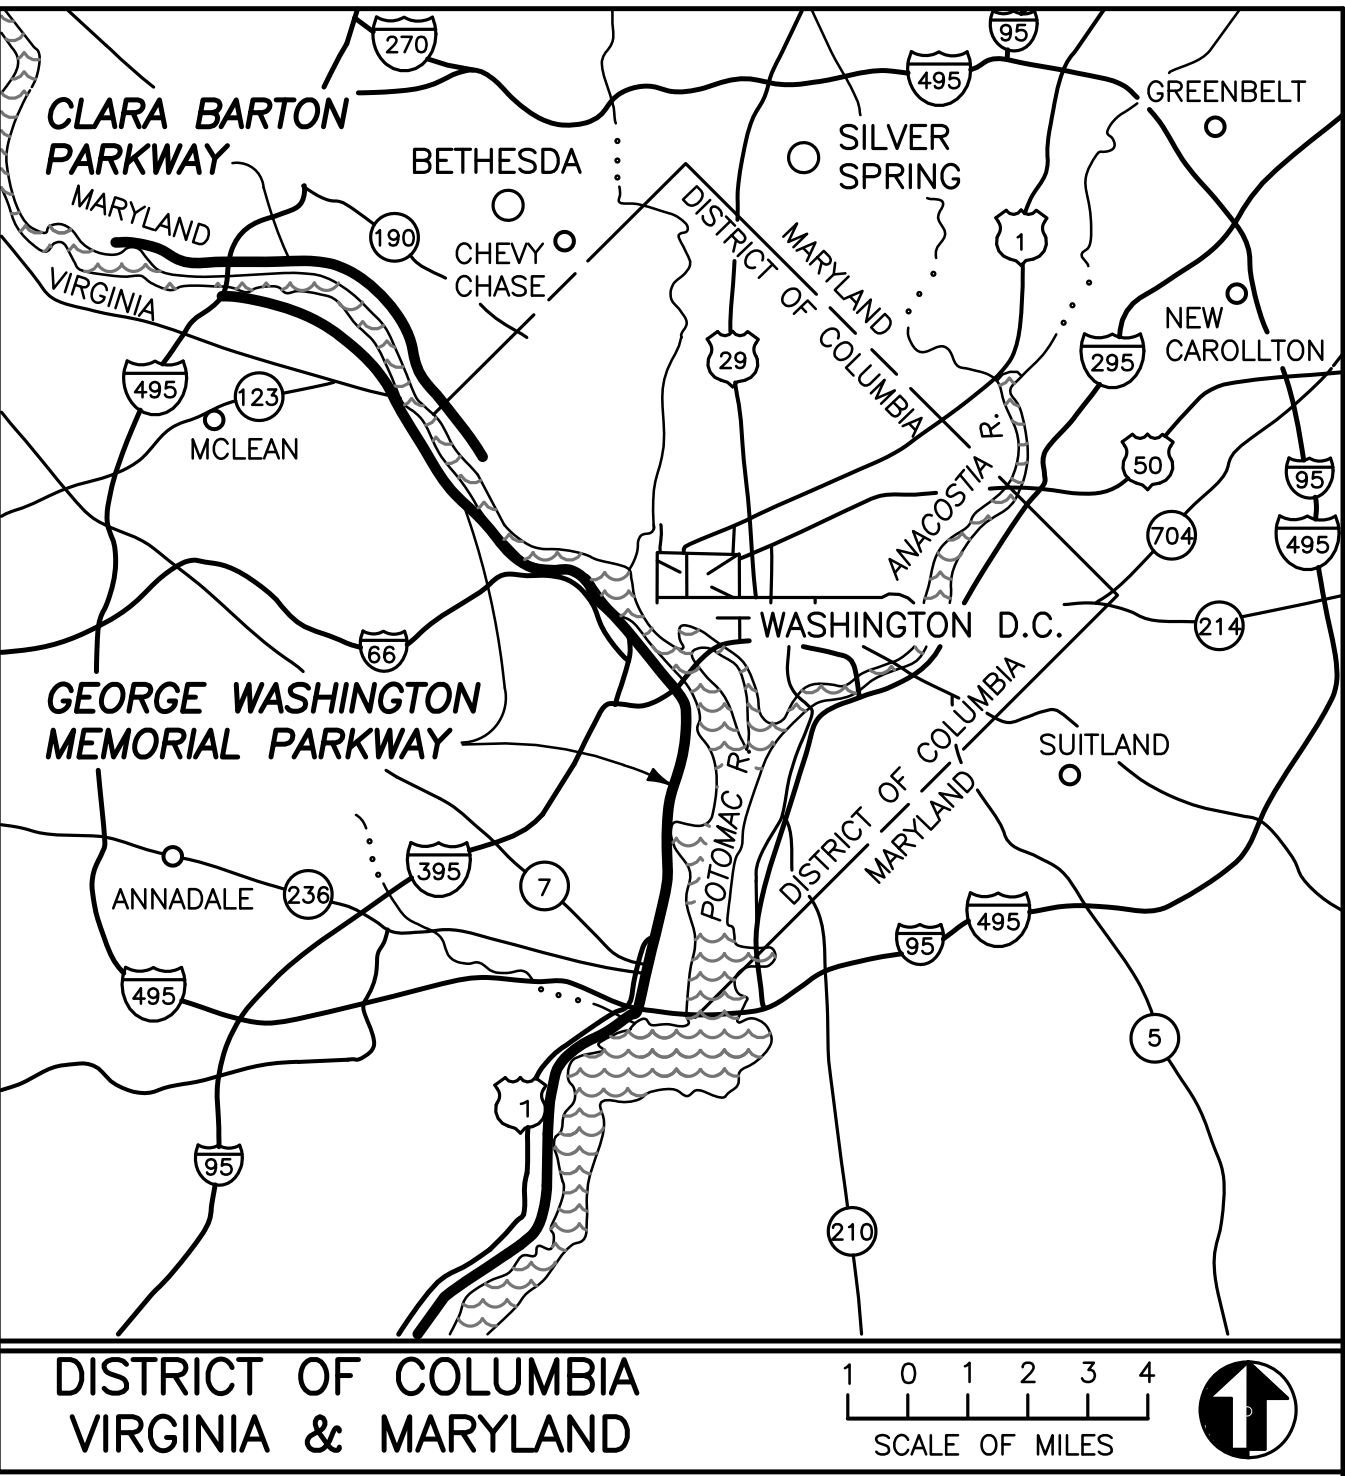 270
95
495
GREENBELT
CLARA BARTON
PARKWAY
BETHESDA
SILVER
SPRING
MARYLAND
190
CHEVY
CHASE
DISTRICT OF COLUMBIA
MARYLAND
1
VIRGINIA
29
NEW
CAROLLTON
295
495
123
MCLEAN
ANACOSTIA R.
50
95
704
495
66
WASHINGTON D.C.
214
GEORGE WASHINGTON
MEMORIAL PARKWAY
DISTRICT OF COLUMBIA
MARYLAND
SUITLAND
POTOMAC R.
395
ANNADALE
236
7
495
95
495
5
1
95
210
DISTRICT OF COLUMBIA
VIRGINIA & MARYLAND
1 0 1 2 3 4
SCALE OF MILES